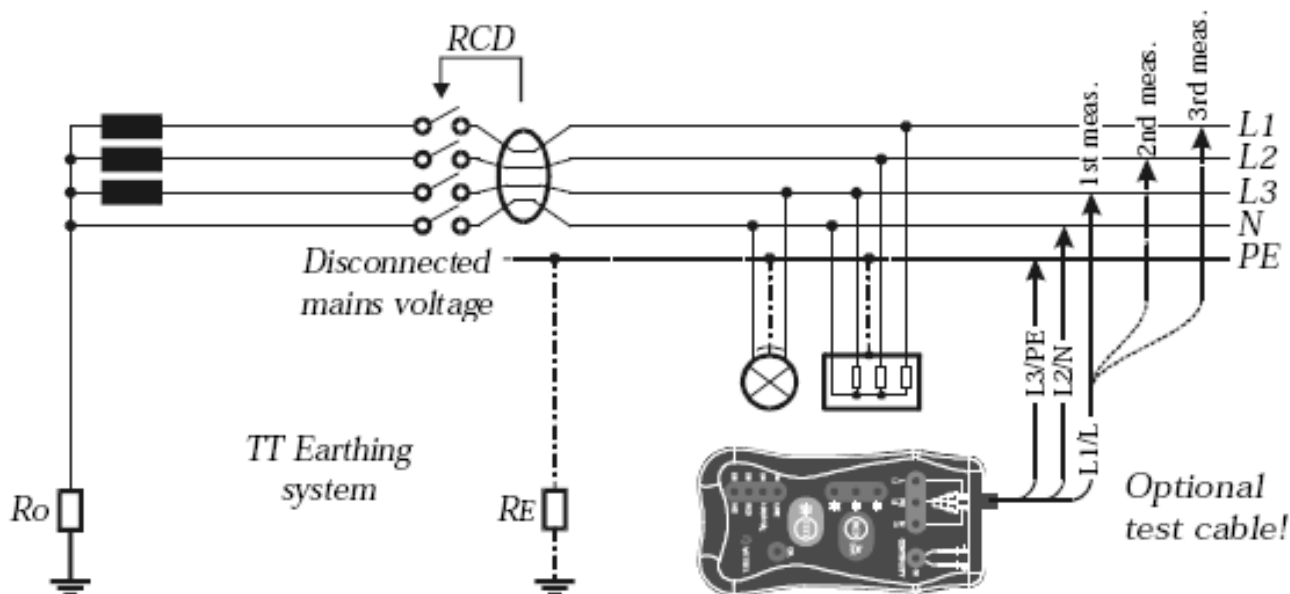 RCD
1st meas.
2nd meas.
3rd meas.
L1
L2
L3
N
PE
Disconnected
mains voltage
L3/PE
L2/N
L1/L
TT Earthing
system
RO
RE
Optional
test cable!